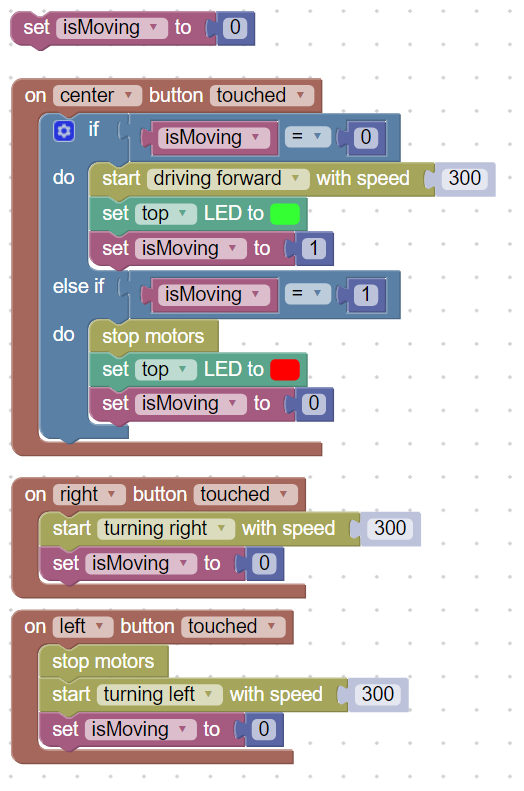 set isMoving to 0
on center button touched
if isMoving = 0
do start driving forward with speed 300
set top LED to
set isMoving to 1
else if isMoving = 1
do stop motors
set top LED to
set isMoving to 0
on right button touched
start turning right with speed 300
set isMoving to 0
on left button touched
stop motors
start turning left with speed 300
set isMoving to 0